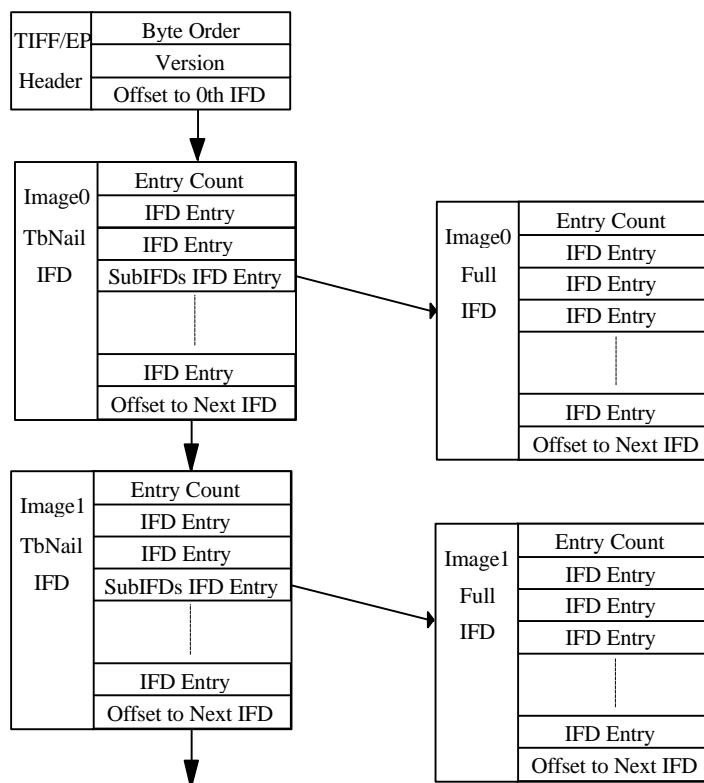 TIFF/EP
Header
Byte Order
Version
Offset to 0th IFD
Image0
TbNail
IFD
Entry Count
IFD Entry
IFD Entry
SubIFDs IFD Entry
IFD Entry
Offset to Next IFD
Image0
Full
IFD
Entry Count
IFD Entry
IFD Entry
IFD Entry
IFD Entry
Offset to Next IFD
Image1
TbNail
IFD
Entry Count
IFD Entry
IFD Entry
SubIFDs IFD Entry
IFD Entry
Offset to Next IFD
Image1
Full
IFD
Entry Count
IFD Entry
IFD Entry
IFD Entry
IFD Entry
Offset to Next IFD